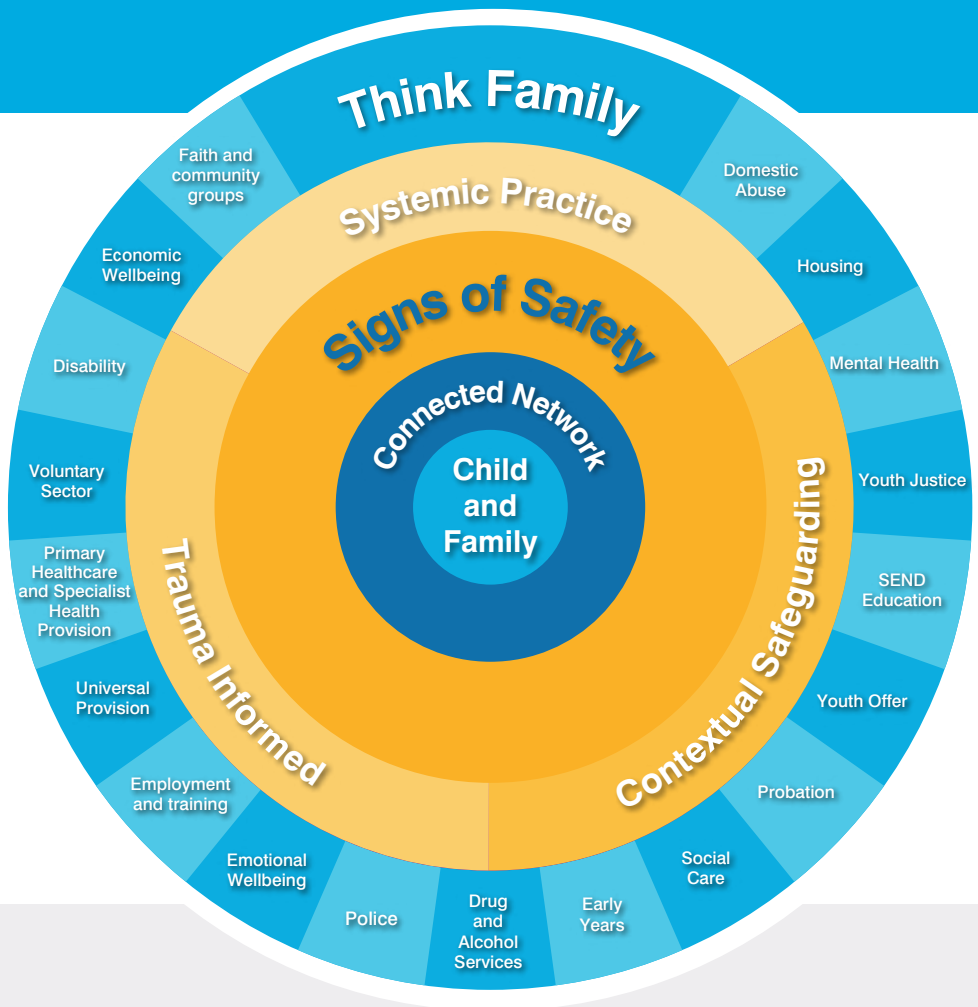 Think Family
Systemic Practice
Signs of Safety
Connected Network
Child
and
Family
Contextual Safeguarding
Trauma Informed
Domestic
Abuse
Housing
Mental Health
Youth Justice
SEND
Education
Youth Offer
Probation
Social
Care
Early
Years
Drug
and
Alcohol
Services
Police
Emotional
Wellbeing
Employment
and training
Universal
Provision
Primary
Healthcare
and Specialist
Health
Provision
Voluntary
Sector
Disability
Economic
Wellbeing
Faith and
community
groups